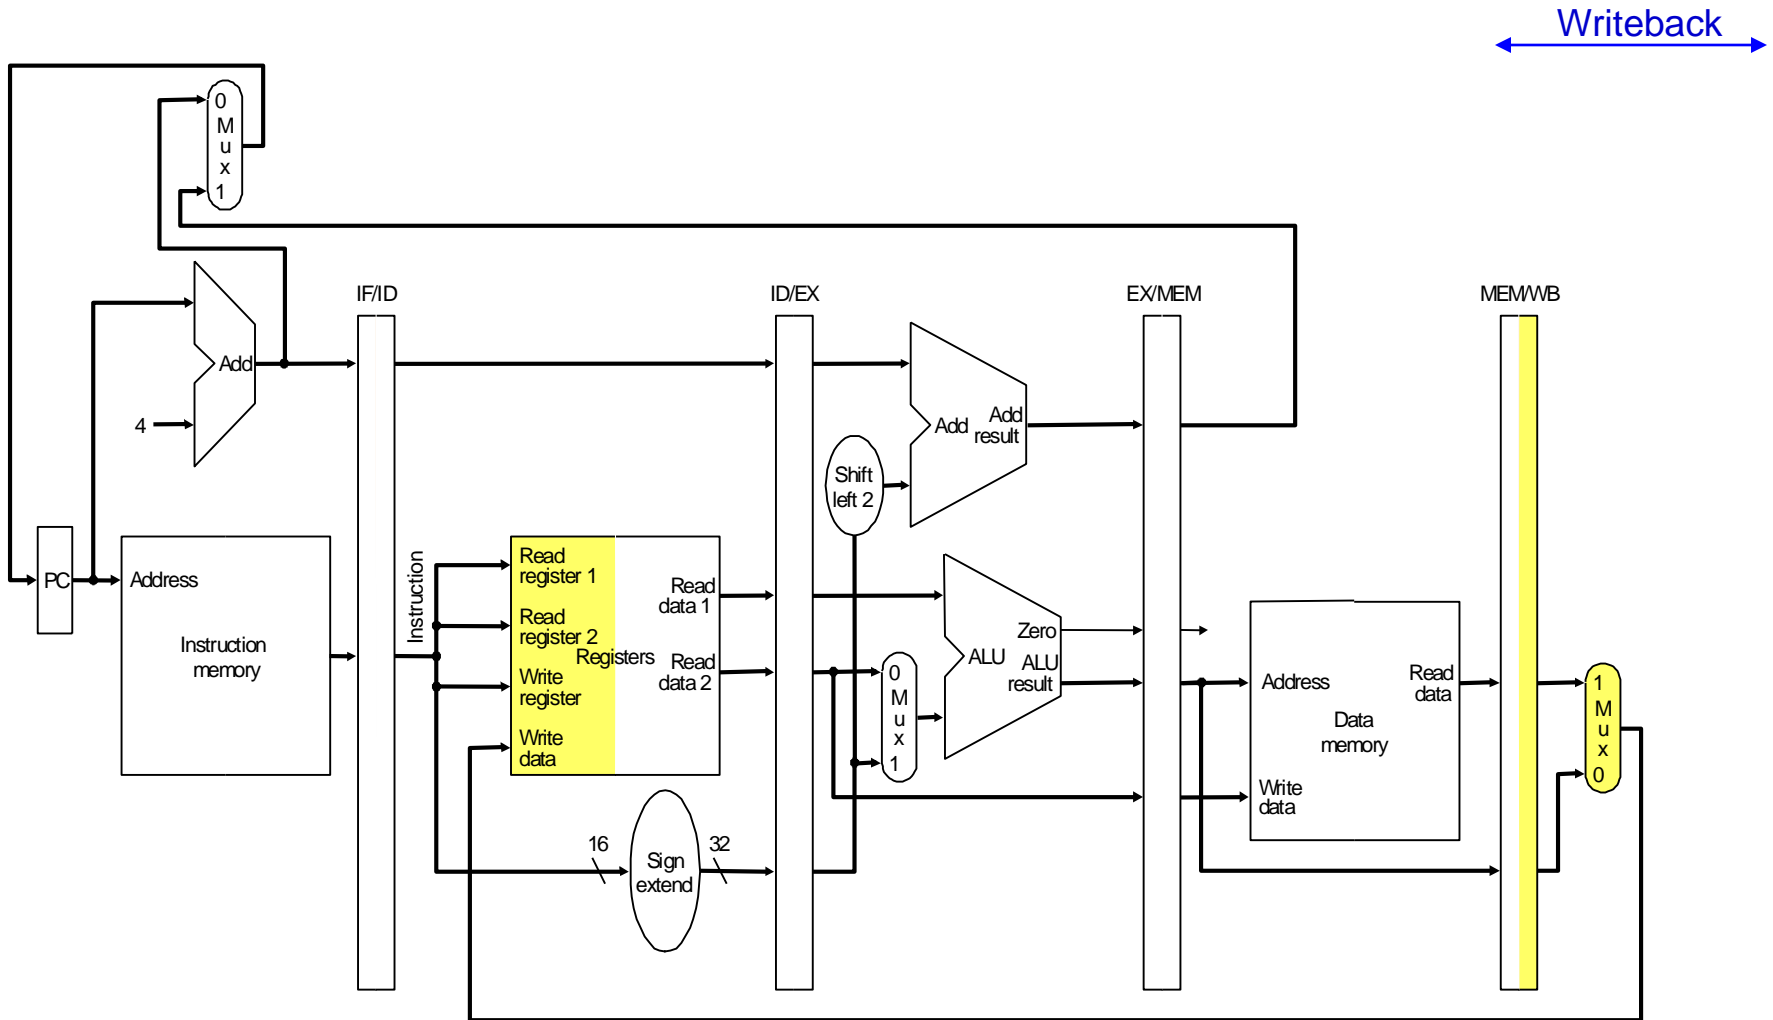 Writeback
0
M
u
x
1
IF/ID
ID/EX
EX/MEM
MEM/WB
Add
4
Add
Add
result
Shift
left 2
PC
Address
Instruction
memory
Instruction
Read
register 1
Read
register 2
Write
register
Write
data
Registers
Read
data 1
Read
data 2
16
Sign
extend
32
0
M
u
x
1
Zero
ALU
ALU
result
Address
Read
data
Data
memory
Write
data
1
M
u
x
0